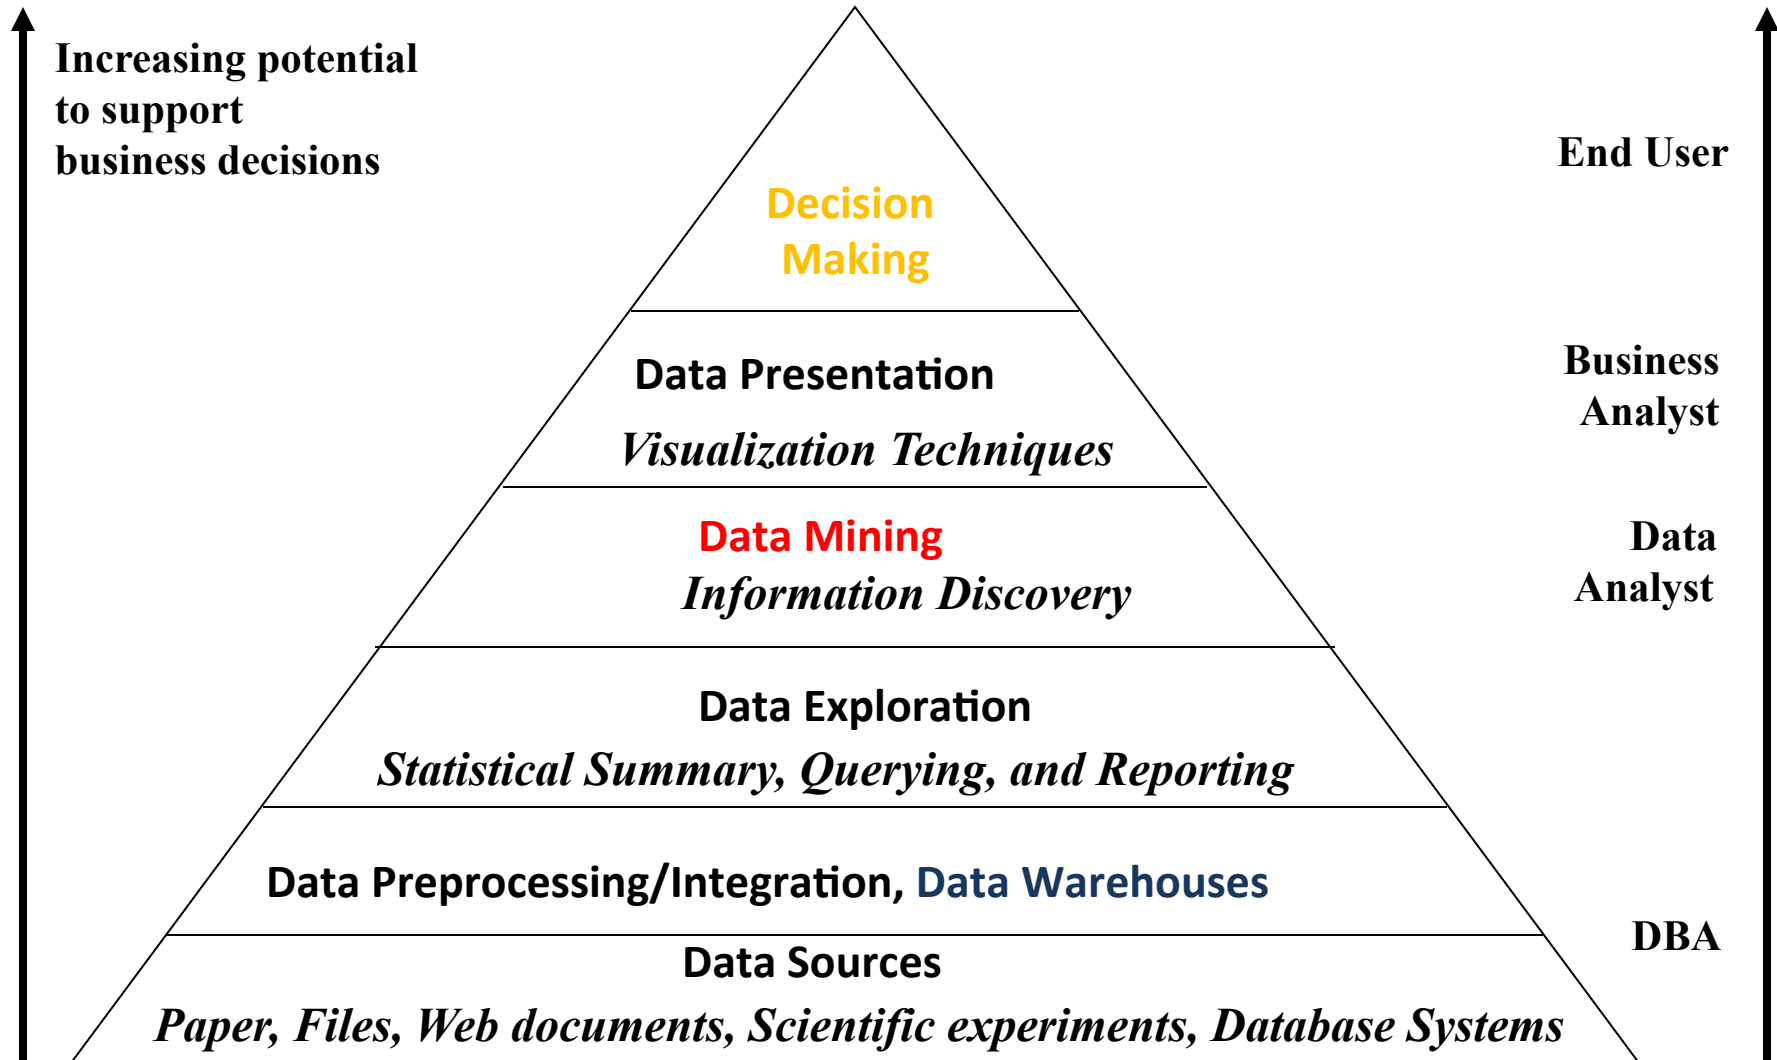 Increasing potential
to support
business decisions
End User
Decision
Making
Business
Analyst
Data Presentation
Visualization Techniques
Data Mining
Information Discovery
Data
Analyst
Data Exploration
Statistical Summary, Querying, and Reporting
Data Preprocessing/Integration, Data Warehouses
DBA
Data Sources
Paper, Files, Web documents, Scientific experiments, Database Systems